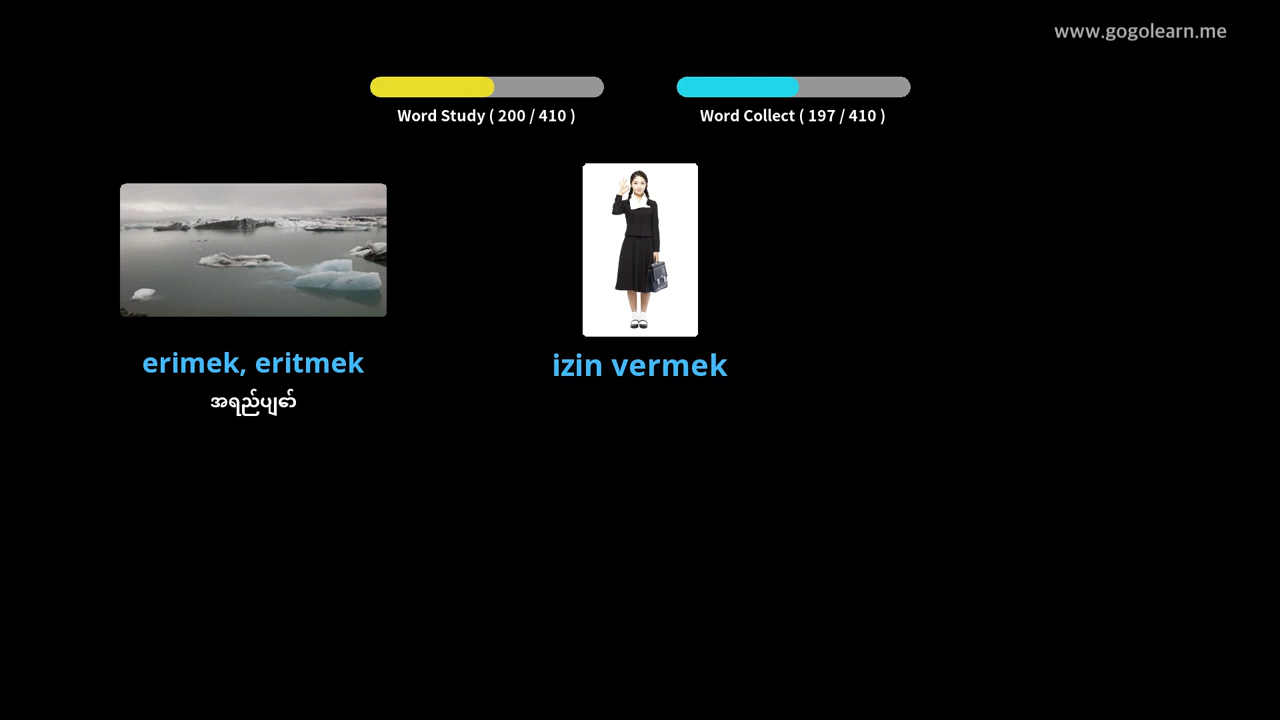 www.gogolearn.me
Word Study ( 200 / 410 )
Word Collect ( 197 / 410 )
erimek, eritmek
အရည်ပျော်
izin vermek